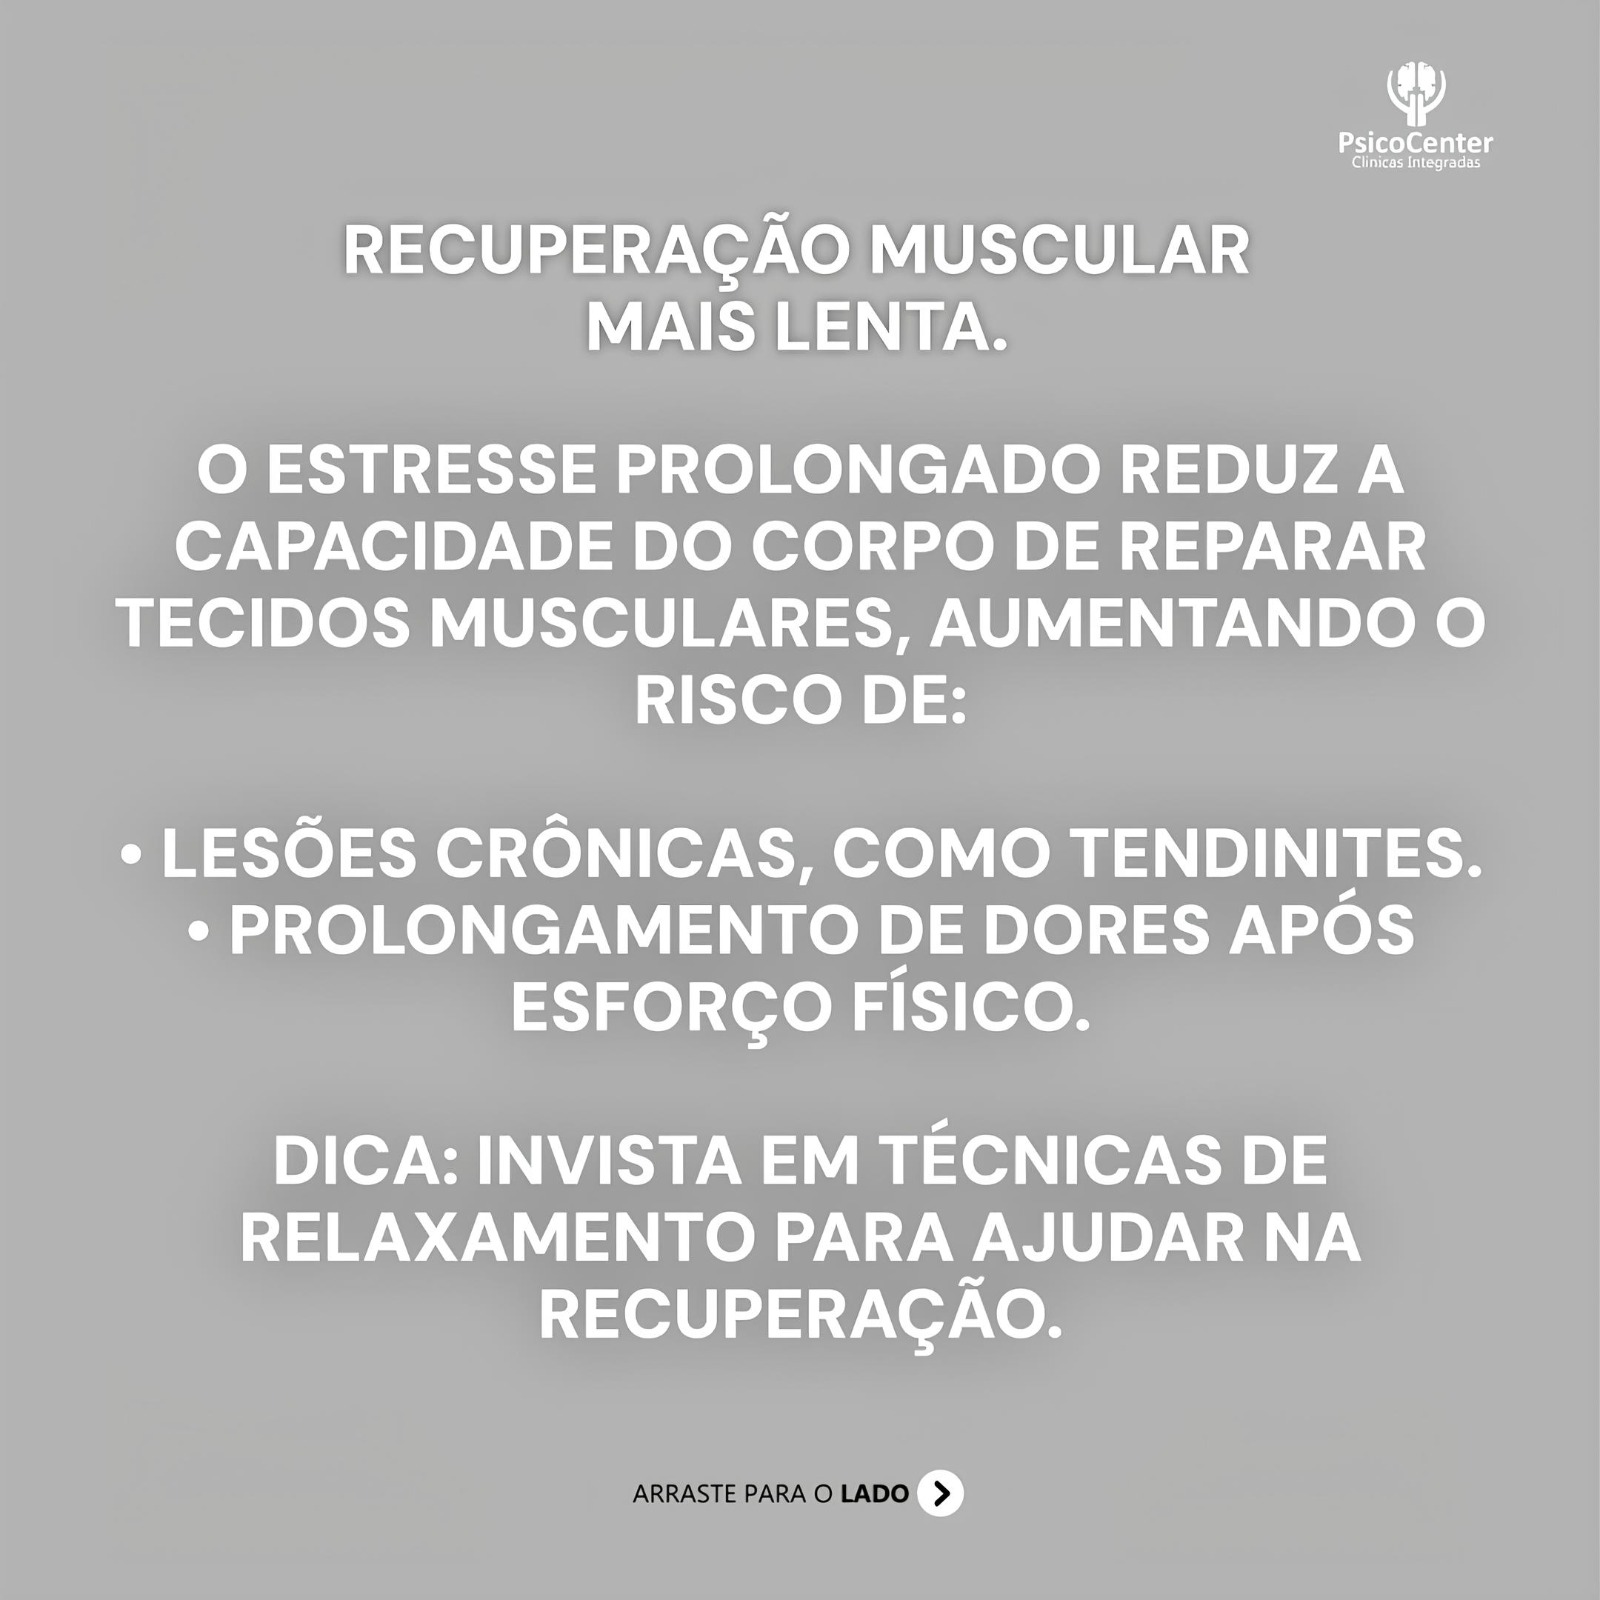 PsicoCenter
Clinicas Integradas
RECUPERAÇÃO MUSCULAR
MAIS LENTA.
O ESTRESSE PROLONGADO REDUZ A
CAPACIDADE DO CORPO DE REPARAR
TECIDOS MUSCULARES, AUMENTANDO O
RISCO DE:
• LESÕES CRÔNICAS, COMO TENDINITES.
• PROLONGAMENTO DE DORES APÓS
ESFORÇO FÍSICO.
DICA: INVISTA EM TÉCNICAS DE
RELAXAMENTO PARA AJUDAR NA
RECUPERAÇÃO.
ARRASTE PARA O LADO